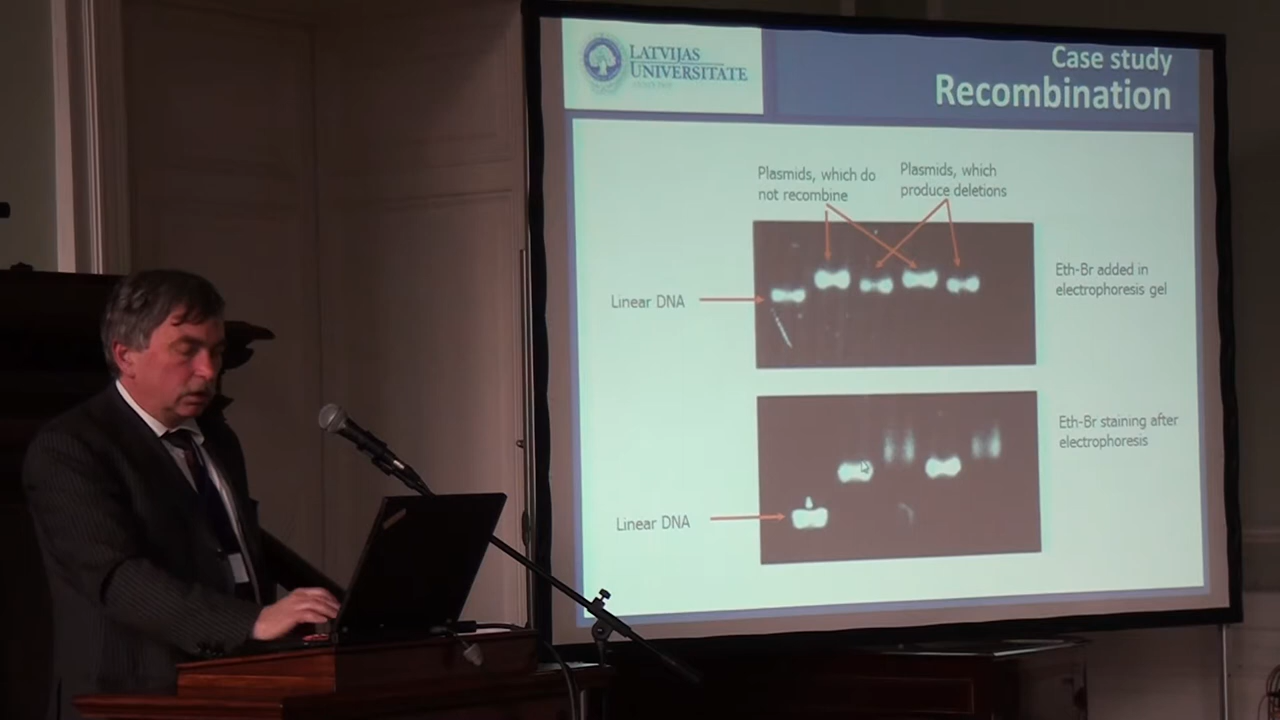 LATVIJAS
UNIVERSITATE
Case study
Recombination
Plasmids, which do
not recombine
Plasmids, which
produce deletions
Linear DNA
Eth-Br added in
electrophoresis gel
Eth-Br staining after
electrophoresis
Linear DNA